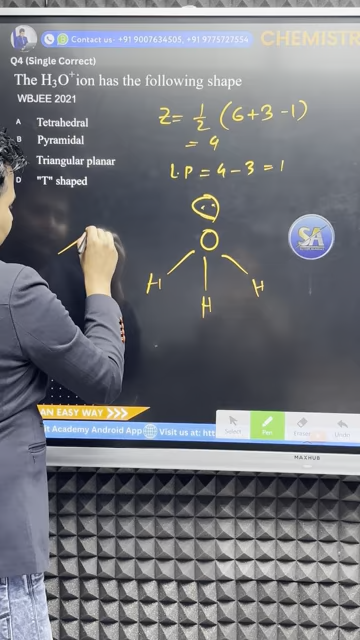 Contact us - +91 9007634505, +91 9775727554
CHEMISTR
Q4 (Single Correct)
The H₃O⁺ ion has the following shape
WBJEE 2021
A Tetrahedral
B Pyramidal
Triangular planar
D "T" shaped
Z = 1/2 (6+3-1)
= 4
L.P = 4-3 = 1
O
H H
H
SA
AN EASY WAY >>>
it Academy Android App Visit us at: htt
Select Pen Eraser Undo
MAXHUB